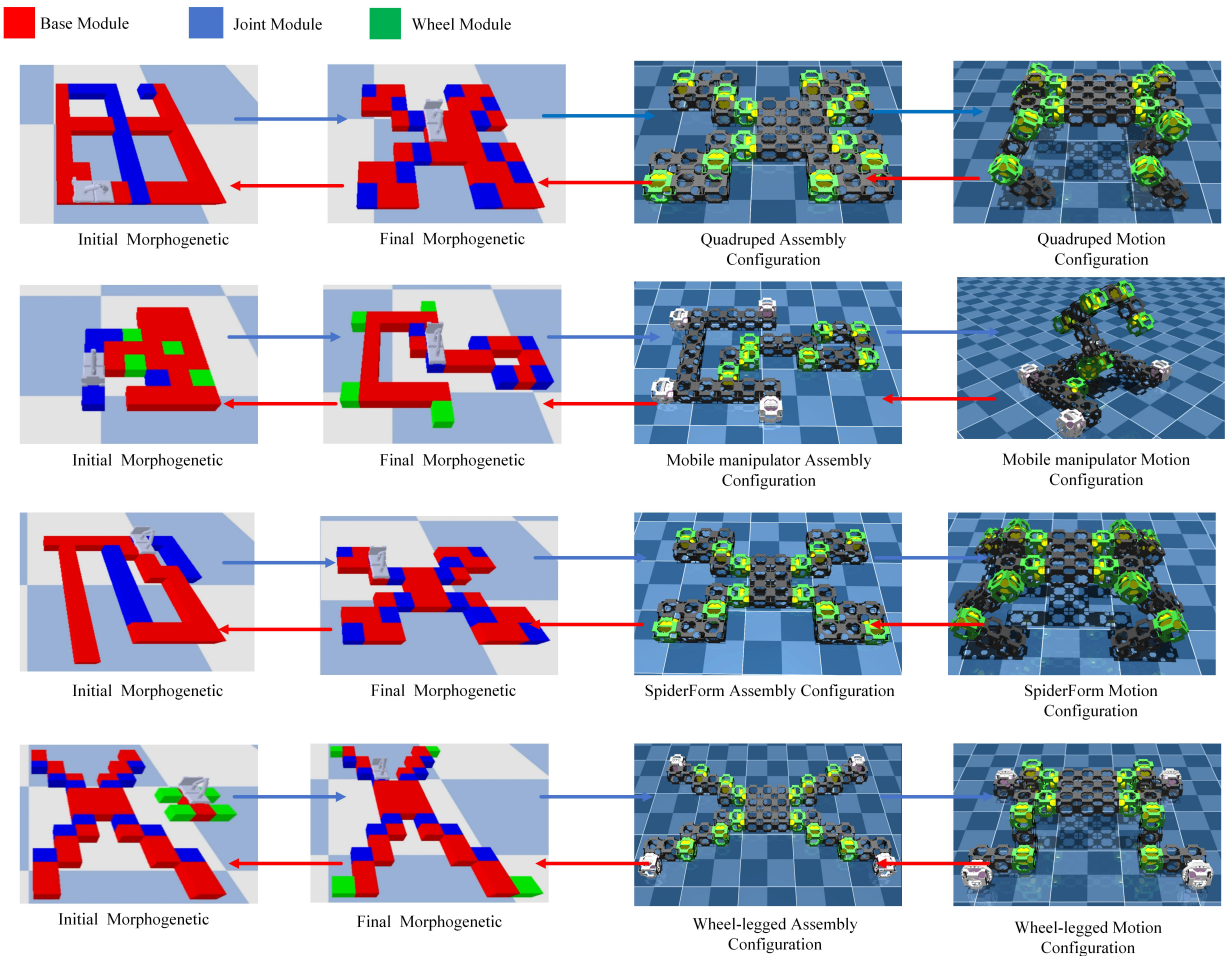 Base Module
Joint Module
Wheel Module
Initial Morphogenetic
Final Morphogenetic
Quadruped Assembly
Configuration
Quadruped Motion
Configuration
Initial Morphogenetic
Final Morphogenetic
Mobile manipulator Assembly
Configuration
Mobile manipulator Motion
Configuration
Initial Morphogenetic
Final Morphogenetic
SpiderForm Assembly Configuration
SpiderForm Motion
Configuration
Initial Morphogenetic
Final Morphogenetic
Wheel-legged Assembly
Configuration
Wheel-legged Motion
Configuration